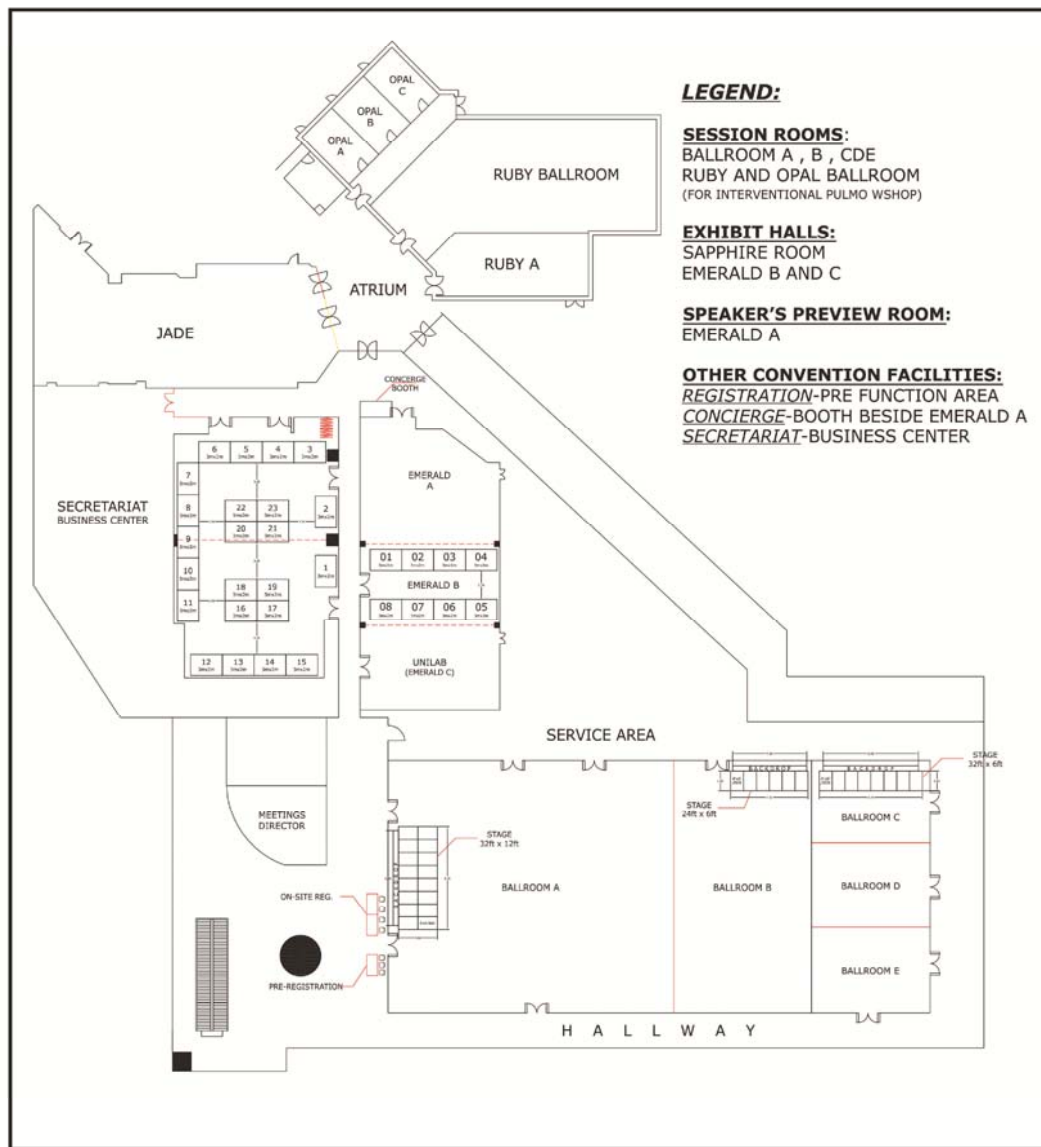 OPAL
C
OPAL
B
OPAL
A
RUBY BALLROOM
RUBY A
ATRIUM
JADE
LEGEND:
SESSION ROOMS:
BALLROOM A , B , CDE
RUBY AND OPAL BALLROOM
(FOR INTERVENTIONAL PULMO WSHOP)
EXHIBIT HALLS:
SAPPHIRE ROOM
EMERALD B AND C
SPEAKER'S PREVIEW ROOM:
EMERALD A
OTHER CONVENTION FACILITIES:
REGISTRATION-PRE FUNCTION AREA
CONCIERGE-BOOTH BESIDE EMERALD A
SECRETARIAT-BUSINESS CENTER
CONCERGE
BOOTH
6 5 4 3
7
8
9
10
11
22 23
20 21
2
1
18 19
16 17
12 13 14 15
SECRETARIAT
BUSINESS CENTER
EMERALD
A
01 02 03 04
EMERALD B
08 07 06 05
UNILAB
(EMERALD C)
SERVICE AREA
MEETINGS
DIRECTOR
BACKDROP
BACKDROP
STAGE
32ft x 6ft
STAGE
24ft x 6ft
STAGE
32ft x 12ft
BALLROOM A
BALLROOM B
BALLROOM C
BALLROOM D
BALLROOM E
ON-SITE REG.
PRE-REGISTRATION
HALLWAY